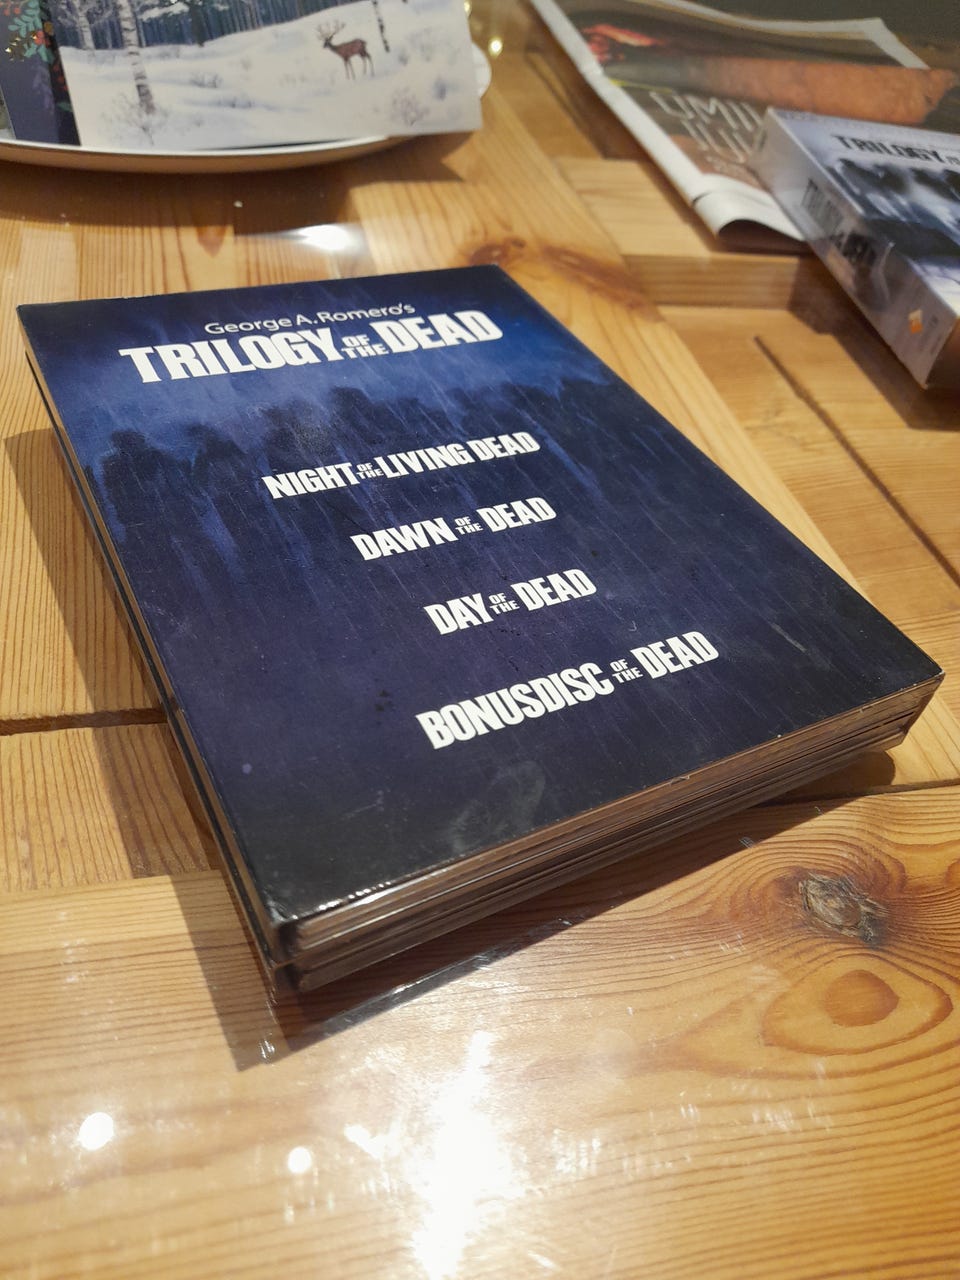 George A. Romero's
TRILOGY OF THE DEAD
NIGHT OF THE LIVING DEAD
DAWN OF THE DEAD
DAY OF THE DEAD
BONUSDISC OF THE DEAD
TRILOGY
TRILOGY